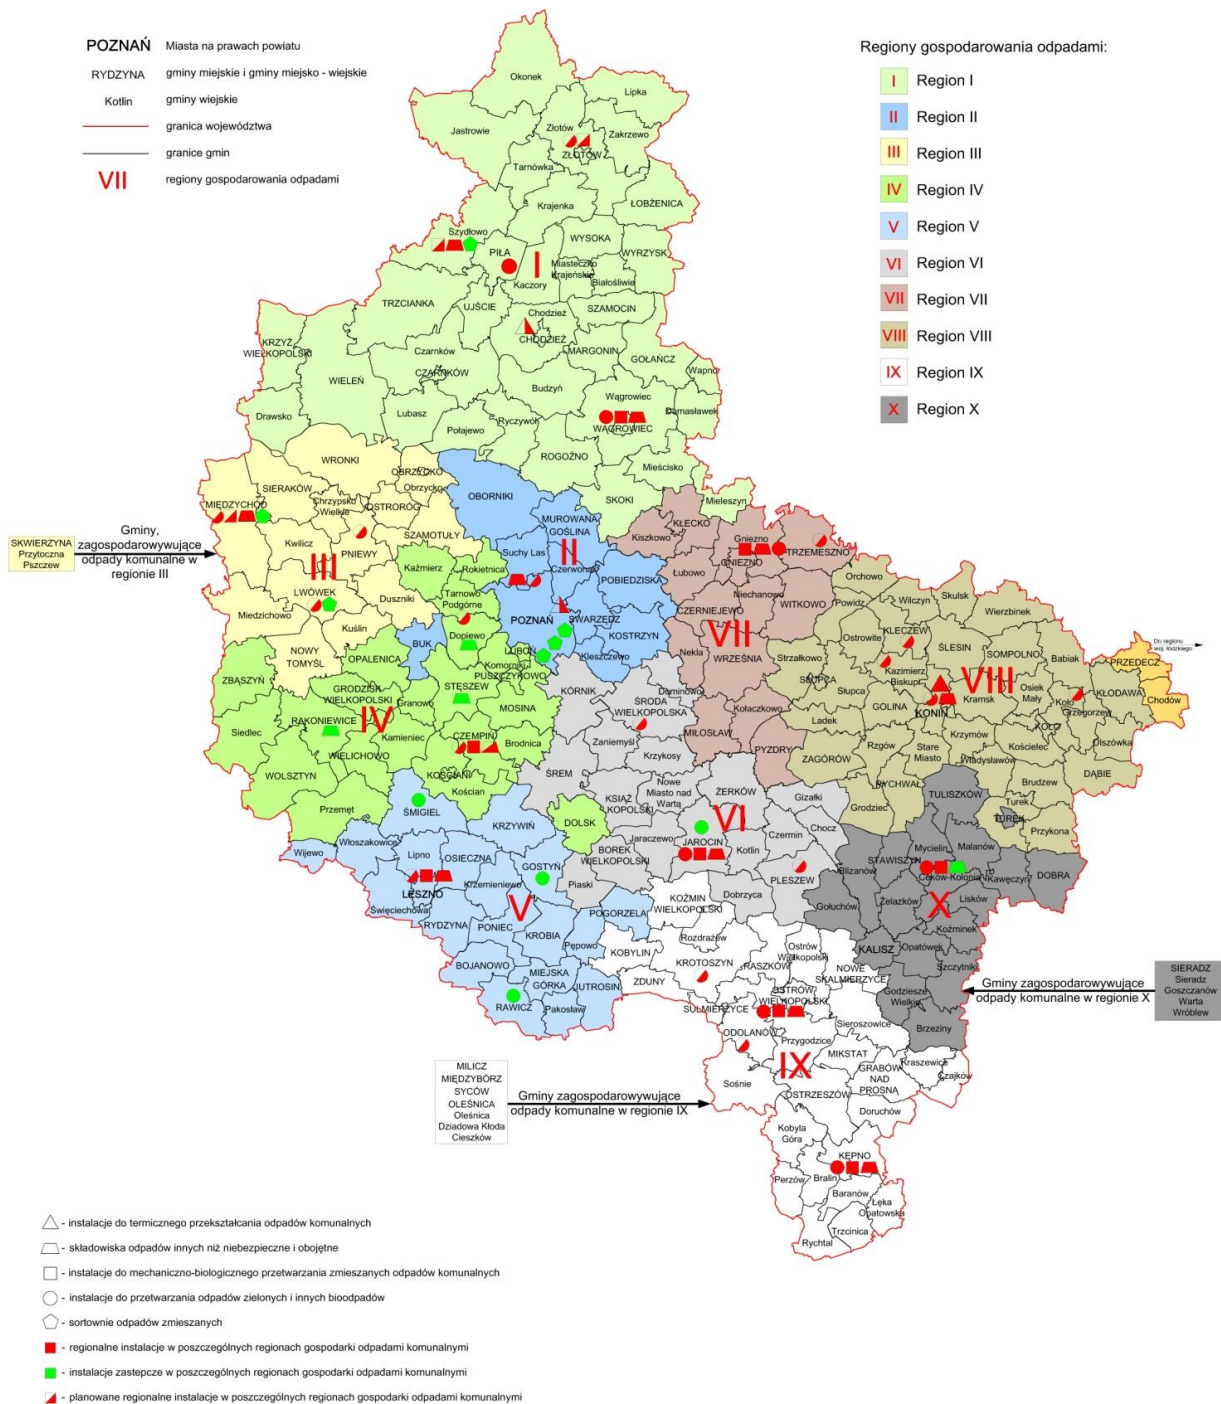 POZNAŃ Miasta na prawach powiatu
RYDZYNA gminy miejskie i gminy miejsko - wiejskie
Kotlin gminy wiejskie
granica województwa
granice gmin
VII regiony gospodarowania odpadami
Regiony gospodarowania odpadami:
I Region I
II Region II
III Region III
IV Region IV
V Region V
VI Region VI
VII Region VII
VIII Region VIII
IX Region IX
X Region X
Okonek
Lipka
Jastrowie
Złotów
Zakrzewo
ZŁOTÓW
Tarnówka
Krajenka
ŁOBŻENICA
Szydłowo
WYSOKA
PIŁA
I
WYRZYSK
Miasteczko
Krajeńskie
Kaczory
Białośliwie
TRZCIANKA
UJŚCIE
SZAMOCIN
Chodzież
CHODZIEŻ
KRZYŻ
WIELKOPOLSKI
Czarnków
MARGONIN
GOŁAŃCZ
CZARNKÓW
Wapno
WIELEŃ
Budzyń
Wągrowiec
Drawsko
Lubasz
Damasławek
Połajewo
Ryczywół
WĄGROWIEC
ROGOŹNO
Mieścisko
WRONKI
OBRZYCKO
SIERAKÓW
Obrzycko
OBORNIKI
SKOKI
Mieleszyn
MIĘDZYCHÓD
Chrzypsko
Wielkie
OSTRORÓG
MUROWANA
GOŚLINA
KŁECKO
Gmina,
zagospodarowywujące
odpady komunalne w
regionie III
SKWIERZYNA
Przytoczna
Pszczew
Kwilcz
SZAMOTUŁY
Kiszkowo
Gniezno
TRZEMESZNO
PNIEWY
Suchy Las
II
GNIEZNO
III
Kaźmierz
Rokietnica
Czerwonak
Łubowo
Orchowo
LWÓWEK
Tarnowo
Podgórne
POBIEDZISKA
Niechanowo
Powidz
Wilczyn
Skulsk
Wierzbinek
Miedzichowo
Duszniki
CZERNIEJEWO
WITKOWO
Kuślin
POZNAŃ
SWARZĘDZ
VII
Ostrowite
KLECZEW
ŚLESIN
SOMPOLNO
Dopiewo
KOSTRZYN
Babiak
PRZEDECZ
Do regionu
woj. łódzkiego
NOWY
TOMYŚL
BUK
LUBOŃ
Kleszczewo
Nekla
WRZEŚNIA
Strzałkowo
Kazimierz
Biskupi
VIII
Chodów
ZBĄSZYŃ
OPALENICA
Komorniki
PUSZCZYKOWO
KÓRNIK
Dominowo
SŁUPCA
Słupca
Osiek
Mały
Koło
KŁODAWA
GRODZISK
WIELKOPOLSKI
Granowo
STĘSZEW
MOSINA
ŚRODA
WIELKOPOLSKA
Kołaczkowo
GOLINA
KONIN
Kramsk
KOŁO
Grzegorzew
Siedlec
RAKONIEWICE
IV
Kamieniec
CZEMPIŃ
Brodnica
Zaniemyśl
MIŁOSŁAW
Lądek
Krzymów
Kościelec
Olszówka
WIELICHOWO
Krzykosy
PYZDRY
ZAGÓRÓW
Rzgów
Stare
Miasto
Władysławów
DĄBIE
WOLSZTYN
KOŚCIAN
Kościan
ŚREM
Nowe
Miasto nad
Wartą
ŻERKÓW
Gizałki
RYCHWAŁ
TULISZKÓW
Brudzew
Przemęt
ŚMIGIEL
KSIĄŻ
WIELKOPOLSKI
Grodziec
Turek
TUREK
Przykona
DOLSK
VI
Czermin
Chocz
Wijewo
Włoszakowice
KRZYWIŃ
Jaraczewo
JAROCIN
Kotlin
STAWISZYN
Mycielin
Malanów
Lipno
OSIECZNA
GOSTYŃ
BOREK
WIELKOPOLSKI
PLESZEW
Blizanów
Ceków-Kolonia
Kawęczyn
DOBRA
LESZNO
Krzemieniewo
Piaski
Dobrzyca
Gołuchów
Żelazków
X
Lisków
Święciechowa
V
POGORZELA
KOŹMIN
WIELKOPOLSKI
Koźminek
RYDZYNA
PONIEC
KROBIA
Pępowo
KOBYLIN
Rozdrażew
Ostrów
Wielkopolski
KALISZ
Opatówek
BOJANOWO
MIEJSKA
GÓRKA
JUTROSIN
ZDUNY
KROTOSZYN
RASZKÓW
NOWE
SKALMIERZYCE
Szczytniki
RAWICZ
Pakosław
SULMIERZYCE
OSTRÓW
WIELKOPOLSKI
Godziesze
Wielkie
Gminy zagospodarowywujące
odpady komunalne w regionie X
SIERADZ
Sieradz
Goszczanów
Warta
Wróblew
ODOLANÓW
Przygodzice
Sieroszowice
Brzeziny
IX
MIKSTAT
Kraszewice
Czajków
Sośnie
GRABÓW
NAD
PROSNĄ
MILICZ
MIĘDZYBÓRZ
SYCÓW
OLEŚNICA
Oleśnica
Dziadowa Kłoda
Cieszków
Gminy zagospodarowywujące
odpady komunalne w regionie IX
OSTRZESZÓW
Doruchów
Kobyla
Góra
KĘPNO
Perzów
Bralin
Baranów
Łęka
Opatowska
Trzcinica
Rychtal
- instalacje do termicznego przekształcania odpadów komunalnych
- składowiska odpadów innych niż niebezpieczne i obojętne
- instalacje do mechaniczno-biologicznego przetwarzania zmieszanych odpadów komunalnych
- instalacje do przetwarzania odpadów zielonych i innych bioodpadów
- sortownie odpadów zmieszanych
- regionalne instalacje w poszczególnych regionach gospodarki odpadami komunalnymi
- instalacje zastepcze w poszczególnych regionach gospodarki odpadami komunalnymi
- planowane regionalne instalacje w poszczególnych regionach gospodarki odpadami komunalnymi